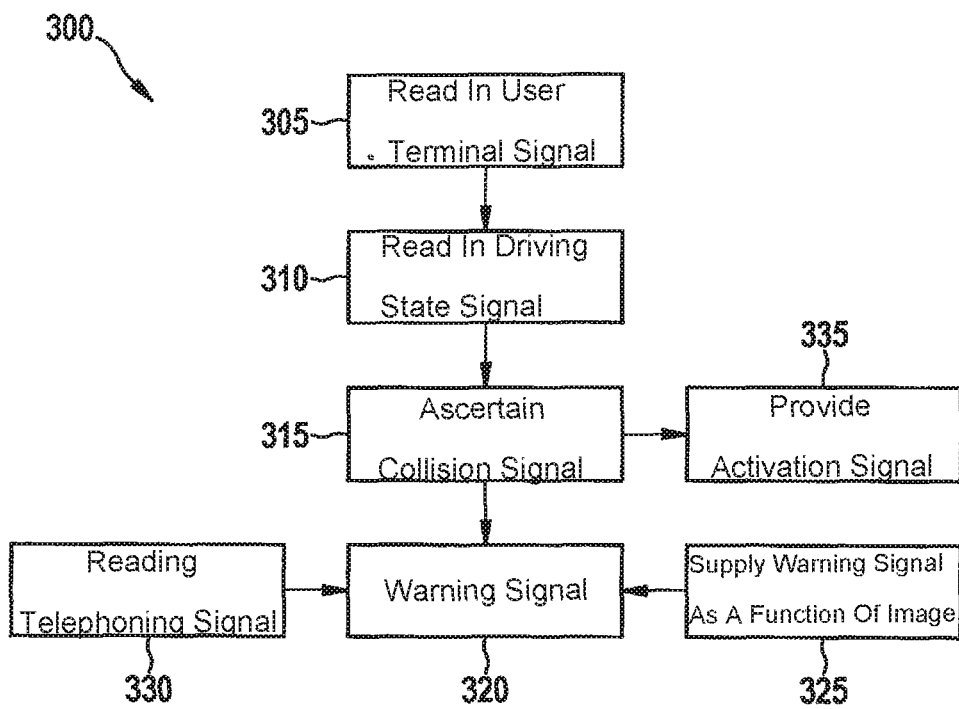 300
305
Read In User
. Terminal Signal
310
Read In Driving
State Signal
335
315
Ascertain
Collision Signal
Provide
Activation Signal
Reading
Telephoning Signal
Warning Signal
Supply Warning Signal
As A Function Of Image
330
320
325